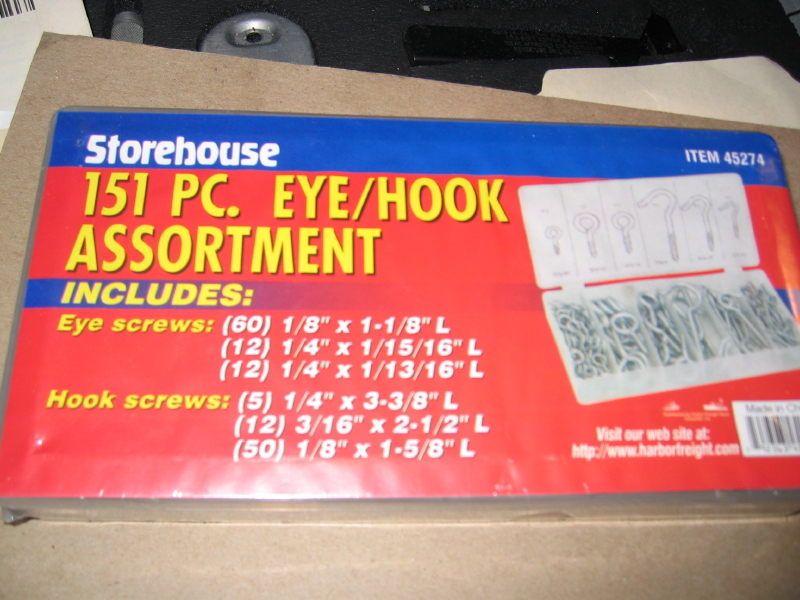 Storehouse
ITEM 45274
151 PC. EYE/HOOK
ASSORTMENT
INCLUDES:
Eye screws: (60) 1/8" x 1-1/8" L
(12) 1/4" x 1/15/16" L
(12) 1/4" x 1/13/16" L
Hook screws: (5) 1/4" x 3-3/8" L
(12) 3/16" x 2-1/2" L
(50) 1/8" x 1-5/8" L
Made in
Visit our web site at:
http://www.harborfreight.com